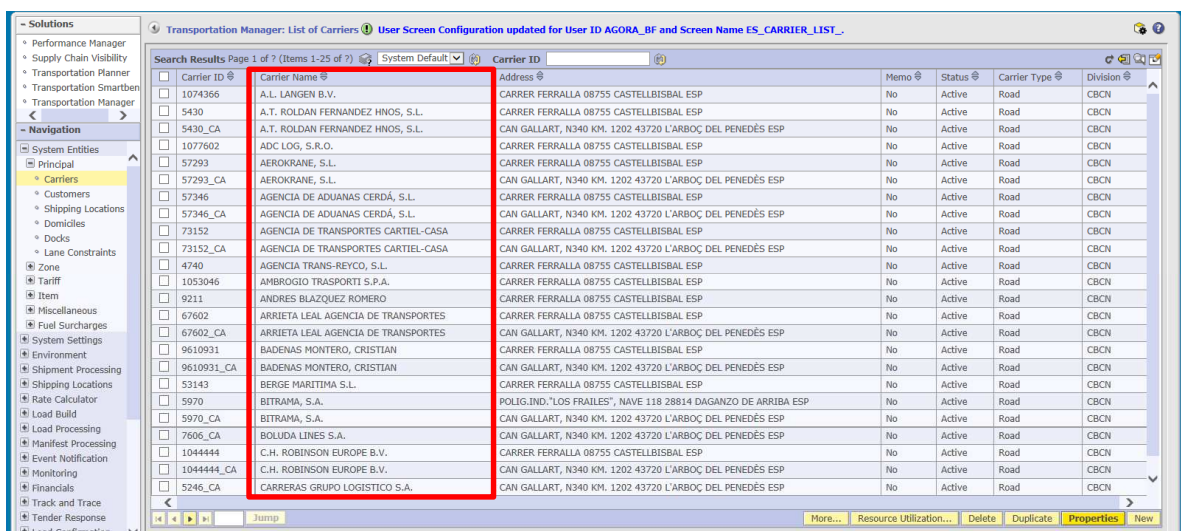 – Solutions
Performance Manager
Supply Chain Visibility
Transportation Planner
Transportation Smartben
Transportation Manager
– Navigation
System Entities
Principal
Carriers
Customers
Shipping Locations
Domiciles
Docks
Lane Constraints
Zone
Tariff
Item
Miscellaneous
Fuel Surcharges
System Settings
Environment
Shipment Processing
Shipping Locations
Rate Calculator
Load Build
Load Processing
Manifest Processing
Event Notification
Monitoring
Financials
Track and Trace
Tender Response
Transportation Manager: List of Carriers User Screen Configuration updated for User ID AGORA_BF and Screen Name ES_CARRIER_LIST_.
Search Results Page 1 of ? (Items 1-25 of ?) System Default Carrier ID
Carrier ID Carrier Name Address Memo Status Carrier Type Division
1074366 A.L. LANGEN B.V. CARRER FERRALLA 08755 CASTELLBISBAL ESP No Active Road CBCN
5430 A.T. ROLDAN FERNANDEZ HNOS, S.L. CARRER FERRALLA 08755 CASTELLBISBAL ESP No Active Road CBCN
5430_CA A.T. ROLDAN FERNANDEZ HNOS, S.L. CAN GALLART, N340 KM. 1202 43720 L'ARBOÇ DEL PENEDÈS ESP No Active Road CBCN
1077602 ADC LOG, S.R.O. CARRER FERRALLA 08755 CASTELLBISBAL ESP No Active Road CBCN
57293 AEROKRANE, S.L. CARRER FERRALLA 08755 CASTELLBISBAL ESP No Active Road CBCN
57293_CA AEROKRANE, S.L. CAN GALLART, N340 KM. 1202 43720 L'ARBOÇ DEL PENEDÈS ESP No Active Road CBCN
57346 AGENCIA DE ADUANAS CERDÁ, S.L. CARRER FERRALLA 08755 CASTELLBISBAL ESP No Active Road CBCN
57346_CA AGENCIA DE ADUANAS CERDÁ, S.L. CAN GALLART, N340 KM. 1202 43720 L'ARBOÇ DEL PENEDÈS ESP No Active Road CBCN
73152 AGENCIA DE TRANSPORTES CARTIEL-CASA CARRER FERRALLA 08755 CASTELLBISBAL ESP No Active Road CBCN
73152_CA AGENCIA DE TRANSPORTES CARTIEL-CASA CAN GALLART, N340 KM. 1202 43720 L'ARBOÇ DEL PENEDÈS ESP No Active Road CBCN
4740 AGENCIA TRANS-REYCO, S.L. CARRER FERRALLA 08755 CASTELLBISBAL ESP No Active Road CBCN
1053046 AMBROGIO TRASPORTI S.P.A. CARRER FERRALLA 08755 CASTELLBISBAL ESP No Active Road CBCN
9211 ANDRES BLAZQUEZ ROMERO CARRER FERRALLA 08755 CASTELLBISBAL ESP No Active Road CBCN
67602 ARRIETA LEAL AGENCIA DE TRANSPORTES CARRER FERRALLA 08755 CASTELLBISBAL ESP No Active Road CBCN
67602_CA ARRIETA LEAL AGENCIA DE TRANSPORTES CAN GALLART, N340 KM. 1202 43720 L'ARBOÇ DEL PENEDÈS ESP No Active Road CBCN
9610931 BADENAS MONTERO, CRISTIAN CARRER FERRALLA 08755 CASTELLBISBAL ESP No Active Road CBCN
9610931_CA BADENAS MONTERO, CRISTIAN CAN GALLART, N340 KM. 1202 43720 L'ARBOÇ DEL PENEDÈS ESP No Active Road CBCN
53143 BERGE MARITIMA S.L. CARRER FERRALLA 08755 CASTELLBISBAL ESP No Active Road CBCN
5970 BITRAMA, S.A. POLIG.IND."LOS FRAILES", NAVE 118 28814 DAGANZO DE ARRIBA ESP No Active Road CBCN
5970_CA BITRAMA, S.A. CAN GALLART, N340 KM. 1202 43720 L'ARBOÇ DEL PENEDÈS ESP No Active Road CBCN
7606_CA BOLUDA LINES S.A. CAN GALLART, N340 KM. 1202 43720 L'ARBOÇ DEL PENEDÈS ESP No Active Road CBCN
1044444 C.H. ROBINSON EUROPE B.V. CARRER FERRALLA 08755 CASTELLBISBAL ESP No Active Road CBCN
1044444_CA C.H. ROBINSON EUROPE B.V. CAN GALLART, N340 KM. 1202 43720 L'ARBOÇ DEL PENEDÈS ESP No Active Road CBCN
5246_CA CARRERAS GRUPO LOGISTICO S.A. CAN GALLART, N340 KM. 1202 43720 L'ARBOÇ DEL PENEDÈS ESP No Active Road CBCN
Jump More... Resource Utilization... Delete Duplicate Properties New